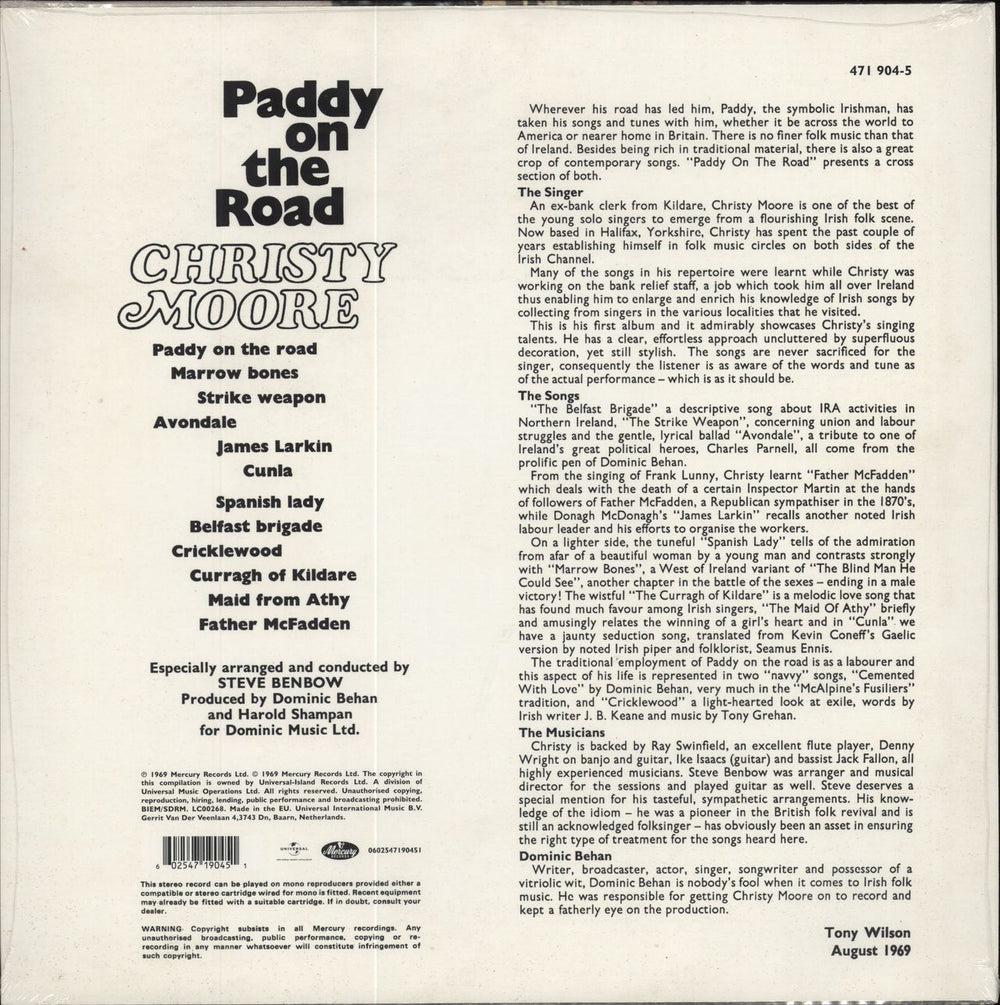 471 904-5
Paddy
on
the
Road
CHRISTY
MOORE
Paddy on the road
Marrow bones
Strike weapon
Avondale
James Larkin
Cunla
Spanish lady
Belfast brigade
Cricklewood
Curragh of Kildare
Maid from Athy
Father McFadden
Especially arranged and conducted by
STEVE BENBOW
Produced by Dominic Behan
and Harold Shampan
for Dominic Music Ltd.
℗ 1969 Mercury Records Ltd. © 1969 Mercury Records Ltd. The copyright in
this compilation is owned by Universal-Island Records Ltd. A division of
Universal Music Operations Ltd. All rights reserved. Unauthorised copying,
reproduction, hiring, lending, public performance and broadcasting prohibited.
BIEM/SDRM. LC00268. Made in the EU. Universal International Music B.V.
Gerrit Van Der Veenlaan 4,3743 Dn, Baarn, Netherlands.
6 02547 19045 1
UNIVERSAL
Mercury
RECORDS
0602547190451
This stereo record can be played on mono reproducers provided either a
compatible or stereo cartridge wired for mono is fitted. Recent equipment
may already be fitted with a suitable cartridge. If in doubt, consult your
dealer.
WARNING Copyright subsists in all Mercury recordings. Any
unauthorised broadcasting, public performance, copying or re-
recording in any manner whatsoever will constitute infringement of
such copyright.
Wherever his road has led him, Paddy, the symbolic Irishman, has
taken his songs and tunes with him, whether it be across the world to
America or nearer home in Britain. There is no finer folk music than that
of Ireland. Besides being rich in traditional material, there is also a great
crop of contemporary songs. "Paddy On The Road" presents a cross
section of both.
The Singer
An ex-bank clerk from Kildare, Christy Moore is one of the best of
the young solo singers to emerge from a flourishing Irish folk scene.
Now based in Halifax, Yorkshire, Christy has spent the past couple of
years establishing himself in folk music circles on both sides of the
Irish Channel.
Many of the songs in his repertoire were learnt while Christy was
working on the bank relief staff, a job which took him all over Ireland
thus enabling him to enlarge and enrich his knowledge of Irish songs by
collecting from singers in the various localities that he visited.
This is his first album and it admirably showcases Christy's singing
talents. He has a clear, effortless approach uncluttered by superfluous
decoration, yet still stylish. The songs are never sacrificed for the
singer, consequently the listener is as aware of the words and tune as
of the actual performance – which is as it should be.
The Songs
"The Belfast Brigade" a descriptive song about IRA activities in
Northern Ireland, "The Strike Weapon", concerning union and labour
struggles and the gentle, lyrical ballad "Avondale", a tribute to one of
Ireland's great political heroes, Charles Parnell, all come from the
prolific pen of Dominic Behan.
From the singing of Frank Lunny, Christy learnt "Father McFadden"
which deals with the death of a certain Inspector Martin at the hands
of followers of Father McFadden, a Republican sympathiser in the 1870's,
while Donagh McDonagh's "James Larkin" recalls another noted Irish
labour leader and his efforts to organise the workers.
On a lighter side, the tuneful "Spanish Lady" tells of the admiration
from afar of a beautiful woman by a young man and contrasts strongly
with "Marrow Bones", a West of Ireland variant of "The Blind Man He
Could See", another chapter in the battle of the sexes – ending in a male
victory! The wistful "The Curragh of Kildare" is a melodic love song that
has found much favour among Irish singers, "The Maid Of Athy" briefly
and amusingly relates the winning of a girl's heart and in "Cunla" we
have a jaunty seduction song, translated from Kevin Coneff's Gaelic
version by noted Irish piper and folklorist, Seamus Ennis.
The traditional employment of Paddy on the road is as a labourer and
this aspect of his life is represented in two "navvy" songs, "Cemented
With Love" by Dominic Behan, very much in the "McAlpine's Fusiliers"
tradition, and "Cricklewood" a light-hearted look at exile, words by
Irish writer J. B. Keane and music by Tony Grehan.
The Musicians
Christy is backed by Ray Swinfield, an excellent flute player, Denny
Wright on banjo and guitar, Ike Isaacs (guitar) and bassist Jack Fallon, all
highly experienced musicians. Steve Benbow was arranger and musical
director for the sessions and played guitar as well. Steve deserves a
special mention for his tasteful, sympathetic arrangements. His know-
ledge of the idiom – he was a pioneer in the British folk revival and is
still an acknowledged folksinger – has obviously been an asset in ensuring
the right type of treatment for the songs heard here.
Dominic Behan
Writer, broadcaster, actor, singer, songwriter and possessor of a
vitriolic wit, Dominic Behan is nobody's fool when it comes to Irish folk
music. He was responsible for getting Christy Moore on to record and
kept a fatherly eye on the production.
Tony Wilson
August 1969